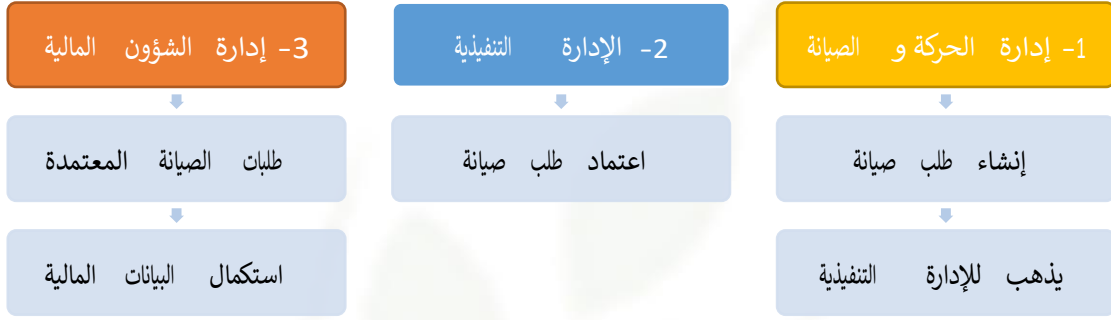 1- إدارة الحركة و الصيانة
إنشاء طلب صيانة
يذهب للإدارة التنفيذية
2- الإدارة التنفيذية
اعتماد طلب صيانة
3- إدارة الشؤون المالية
طلبات الصيانة المعتمدة
استكمال البيانات المالية